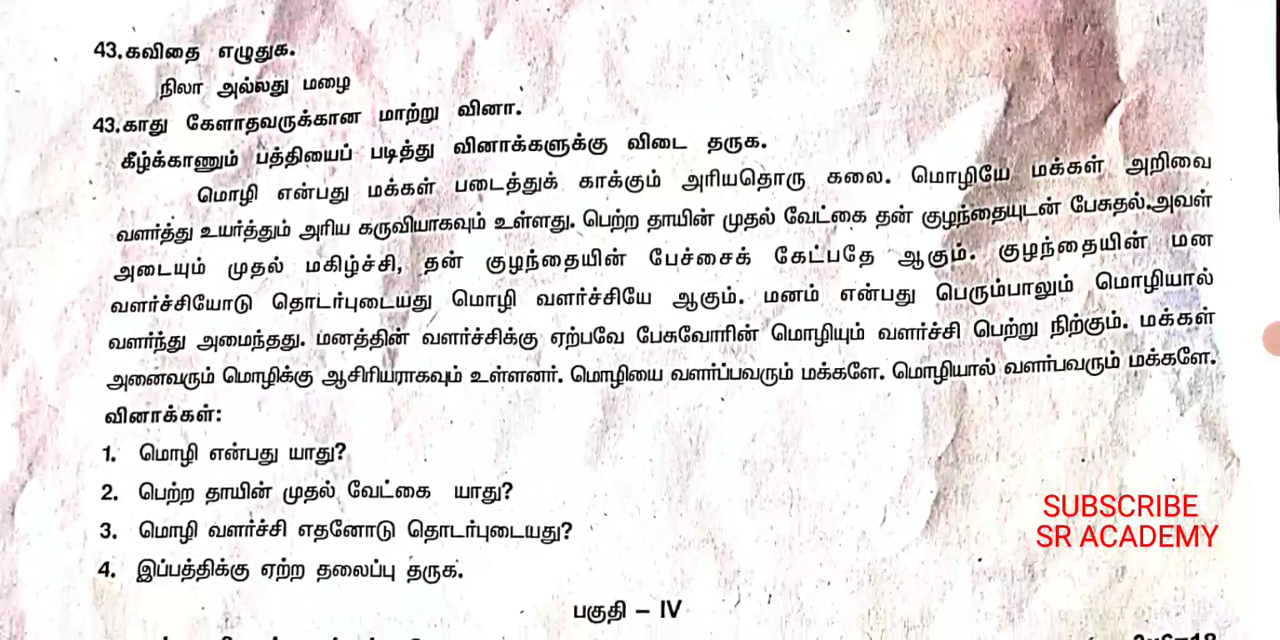 43.கவிதை எழுதுக.
நிலா அல்லது மழை
43.காது கேளாதவருக்கான மாற்று வினா.
கீழ்க்காணும் பத்தியைப் படித்து வினாக்களுக்கு விடை தருக.
மொழி என்பது மக்கள் படைத்துக் காக்கும் அரியதொரு கலை. மொழியே மக்கள் அறிவை
வளர்த்து உயர்த்தும் அரிய கருவியாகவும் உள்ளது. பெற்ற தாயின் முதல் வேட்கை தன் குழந்தையுடன் பேசுதல்.அவள்
அடையும் முதல் மகிழ்ச்சி, தன் குழந்தையின் பேச்சைக் கேட்பதே ஆகும். குழந்தையின் மன
வளர்ச்சியோடு தொடர்புடையது மொழி வளர்ச்சியே ஆகும். மனம் என்பது பெரும்பாலும் மொழியால்
வளர்ந்து அமைந்தது. மனத்தின் வளர்ச்சிக்கு ஏற்பவே பேசுவோரின் மொழியும் வளர்ச்சி பெற்று நிற்கும். மக்கள்
அனைவரும் மொழிக்கு ஆசிரியராகவும் உள்ளனர். மொழியை வளர்ப்பவரும் மக்களே. மொழியால் வளர்பவரும் மக்களே.
வினாக்கள்:
1. மொழி என்பது யாது?
2. பெற்ற தாயின் முதல் வேட்கை யாது?
3. மொழி வளர்ச்சி எதனோடு தொடர்புடையது?
4. இப்பத்திக்கு ஏற்ற தலைப்பு தருக.
SUBSCRIBE
SR ACADEMY
பகுதி – IV